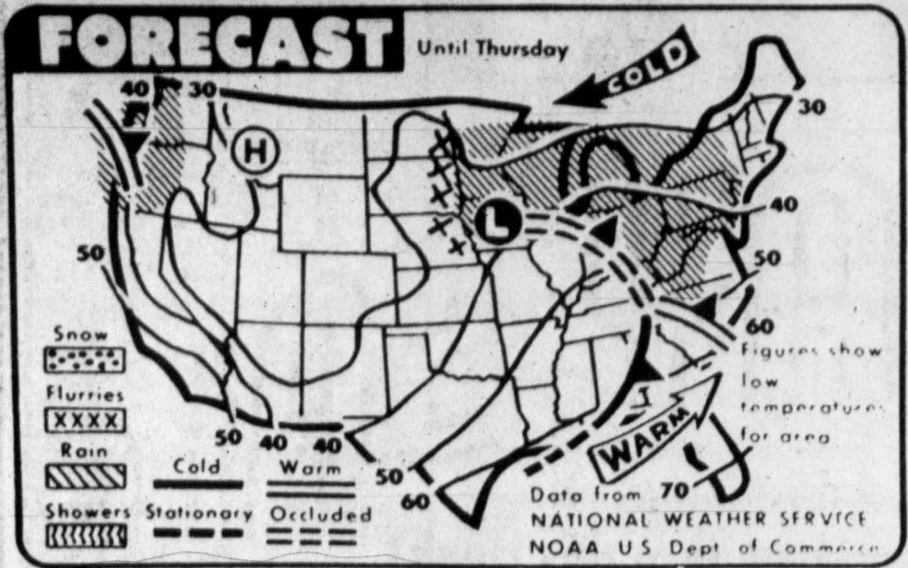 FORECAST
Until Thursday
COLD
40
30
30
H
L
40
50
50
60
Snow
Flurries
XXXX
Rain
Showers
Cold
Warm
Stationary
Occluded
50
40
40
50
60
70
WARM
Figures show
low
temperatures
for area
Data from
NATIONAL WEATHER SERVICE
NOAA US Dept of Commerce